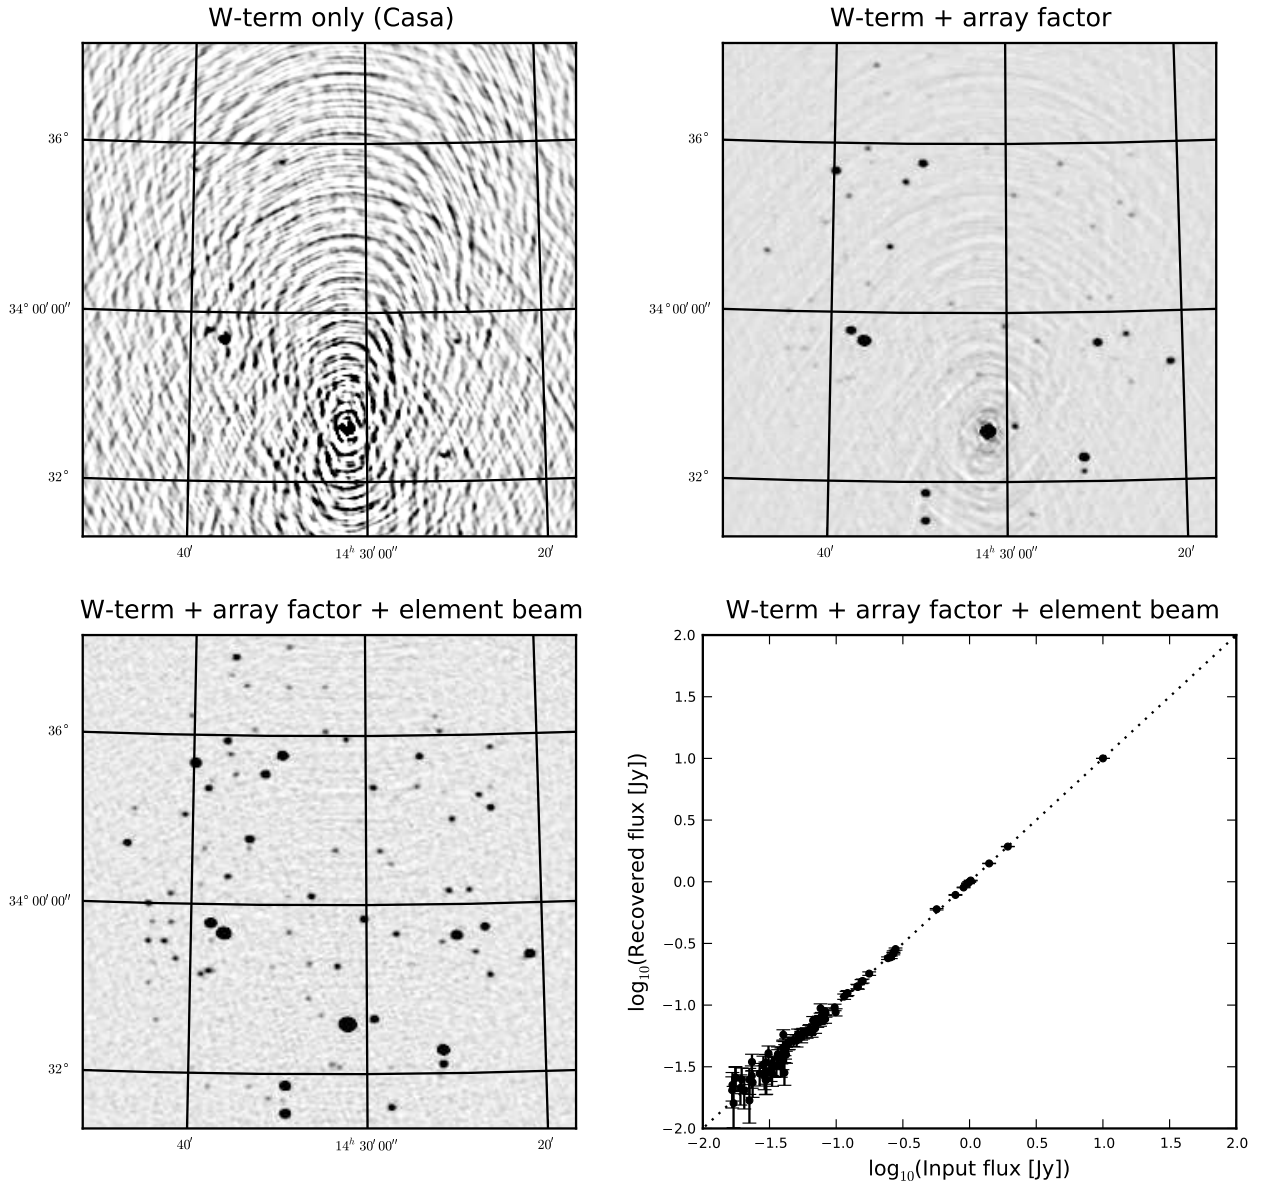 W-term only (Casa)
W-term + array factor
36°
34° 00′ 00″
32°
40′
14ʰ 30′ 00″
20′
36°
34° 00′ 00″
32°
40′
14ʰ 30′ 00″
20′
W-term + array factor + element beam
W-term + array factor + element beam
36°
34° 00′ 00″
32°
40′
14ʰ 30′ 00″
20′
log₁₀(Recovered flux [Jy])
2.0
1.5
1.0
0.5
0.0
−0.5
−1.0
−1.5
−2.0
−2.0 −1.5 −1.0 −0.5 0.0 0.5 1.0 1.5 2.0
log₁₀(Input flux [Jy])